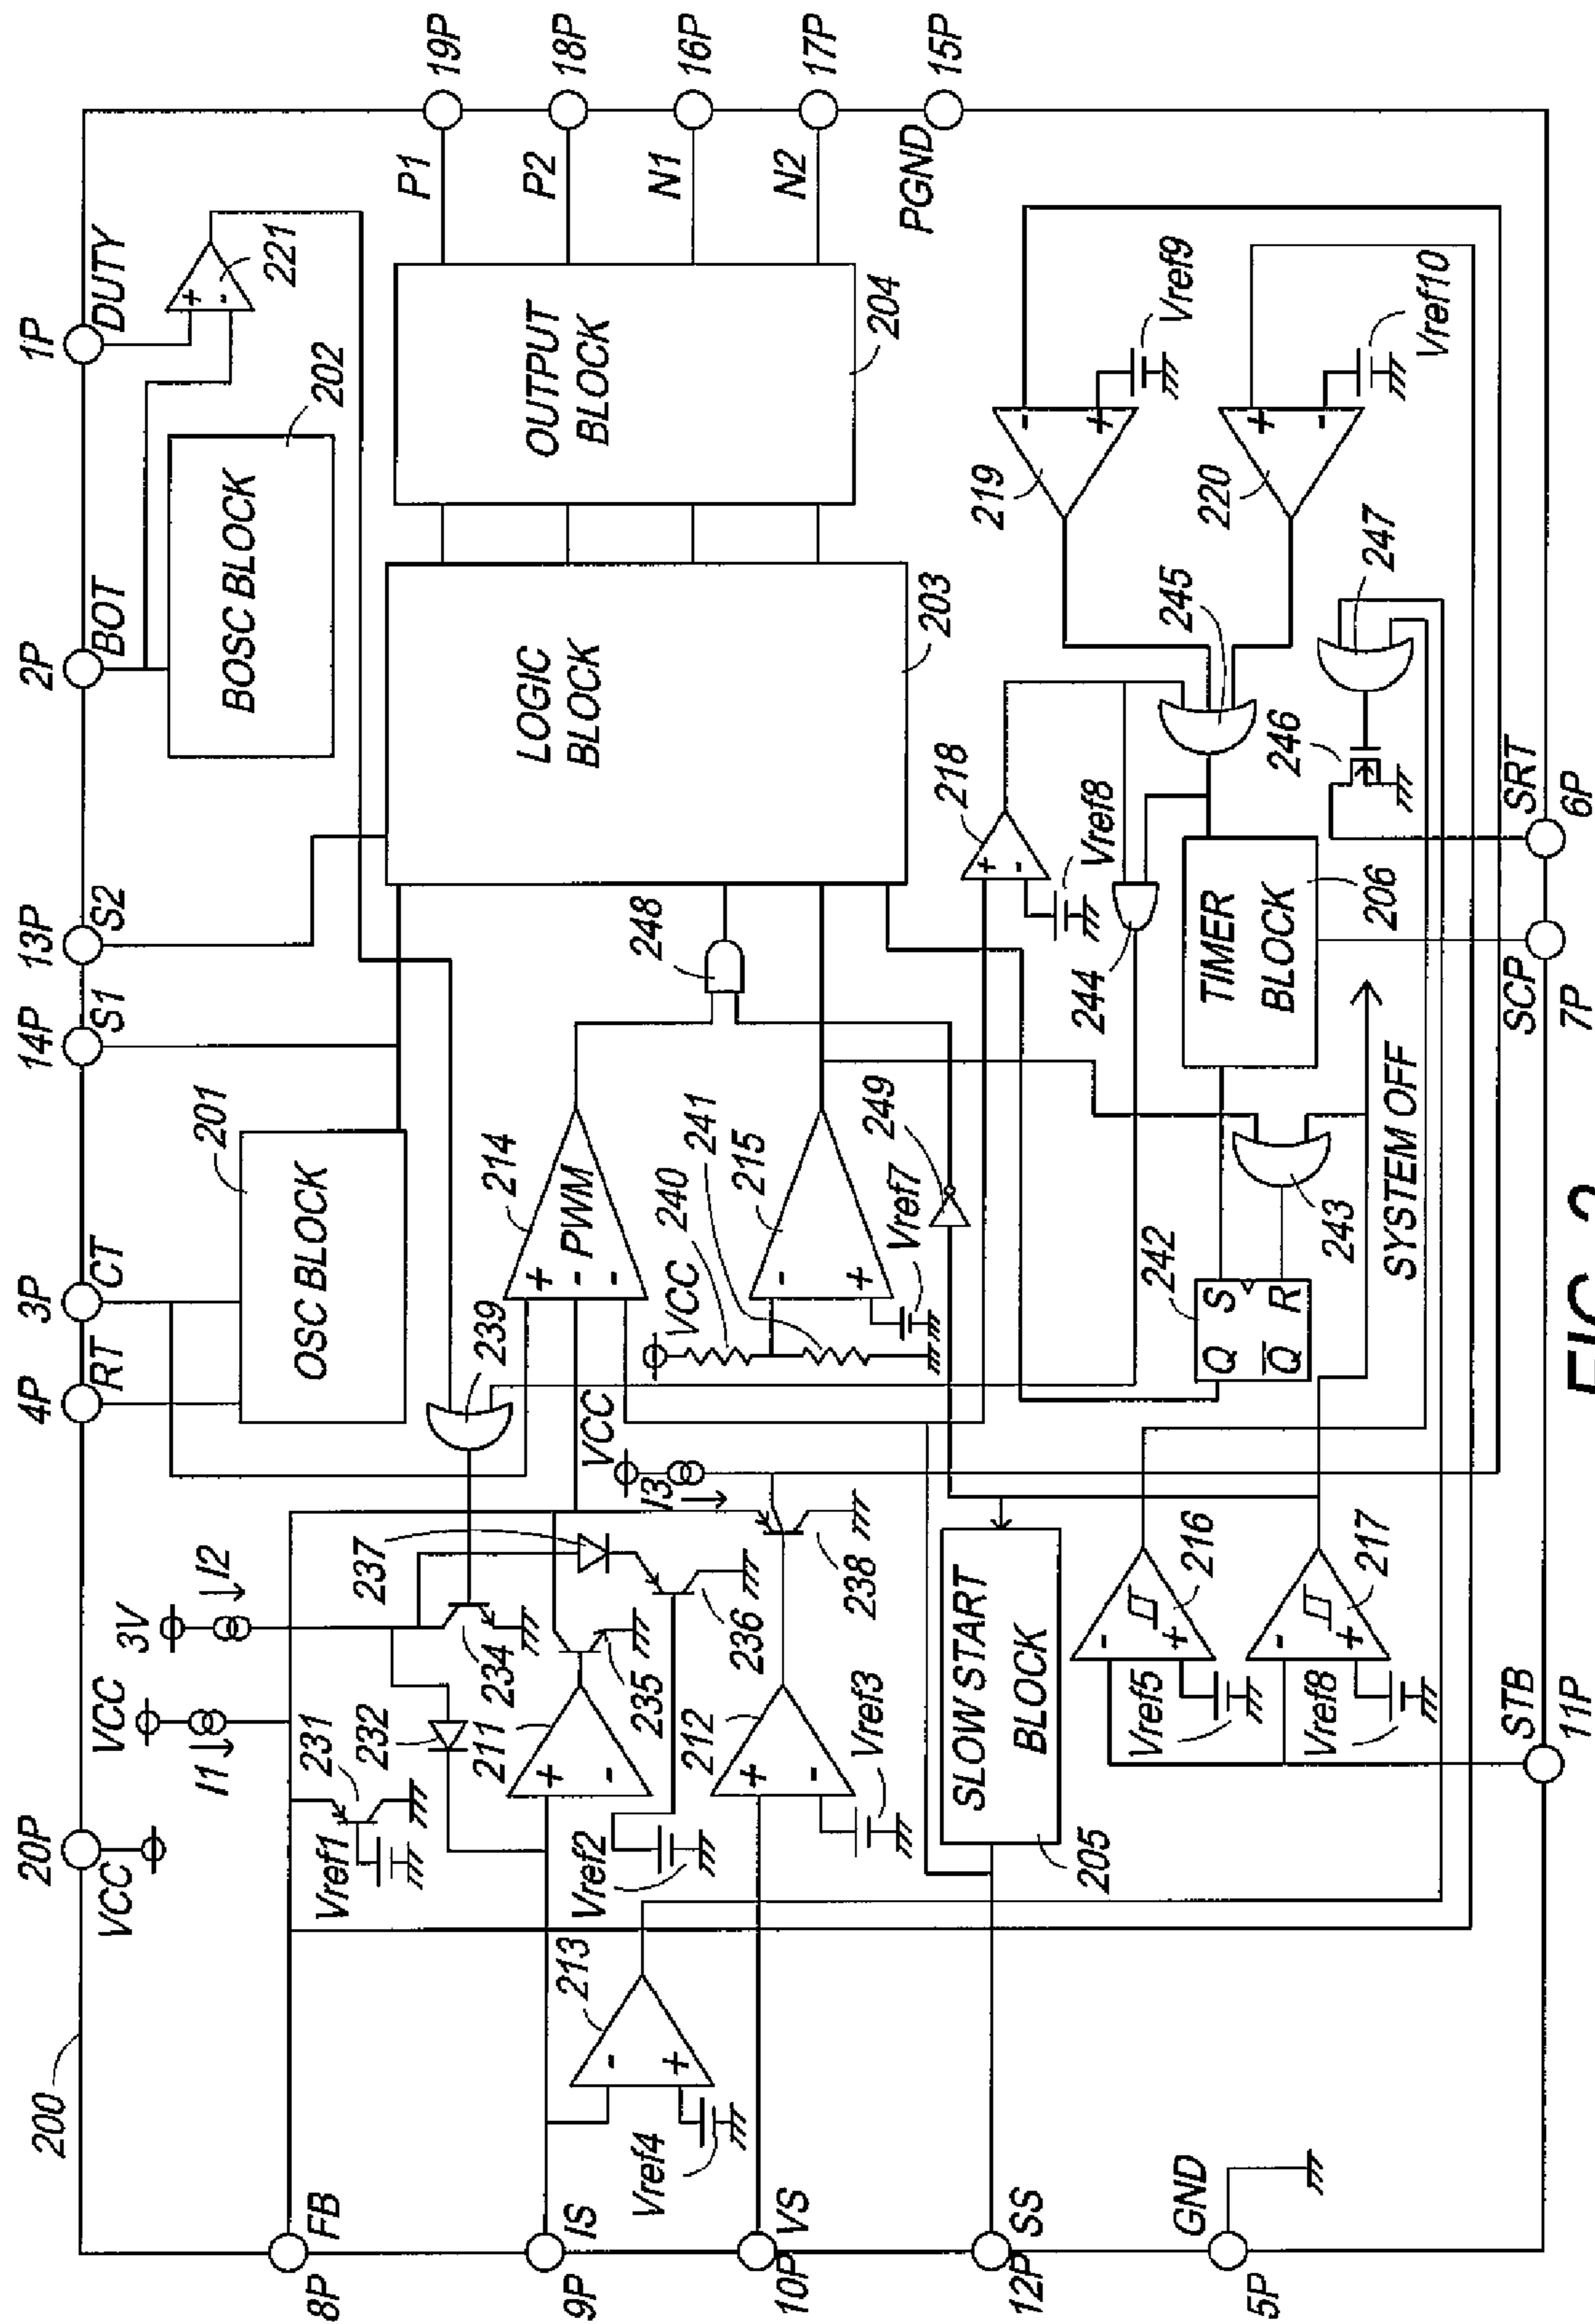 200
20P
VCC
VCC
3V
4P
RT
3P
CT
14P
S1
13P
S2
2P
BOT
1P
DUTY
I1
I2
201
OSC BLOCK
BOSC BLOCK
202
+
-
221
8P
FB
Vref1
231
232
234
237
239
LOGIC
BLOCK
203
OUTPUT
BLOCK
204
P1
19P
P2
18P
N1
16P
N2
17P
PGND
15P
9P
IS
213
-
+
Vref4
211
+
-
235
Vref2
236
214
+
-
-
PWM
248
VCC
I3
10P
VS
212
+
-
Vref3
238
VCC
240
241
215
-
+
Vref7
249
12P
SS
SLOW START
BLOCK
205
218
+
-
Vref8
244
219
-
+
Vref9
245
220
+
-
Vref10
-
+
216
Vref5
-
+
217
Vref8
242
Q
S
Q
R
243
TIMER
BLOCK
206
246
247
SYSTEM OFF
5P
GND
STB
11P
SCP
7P
SRT
6P